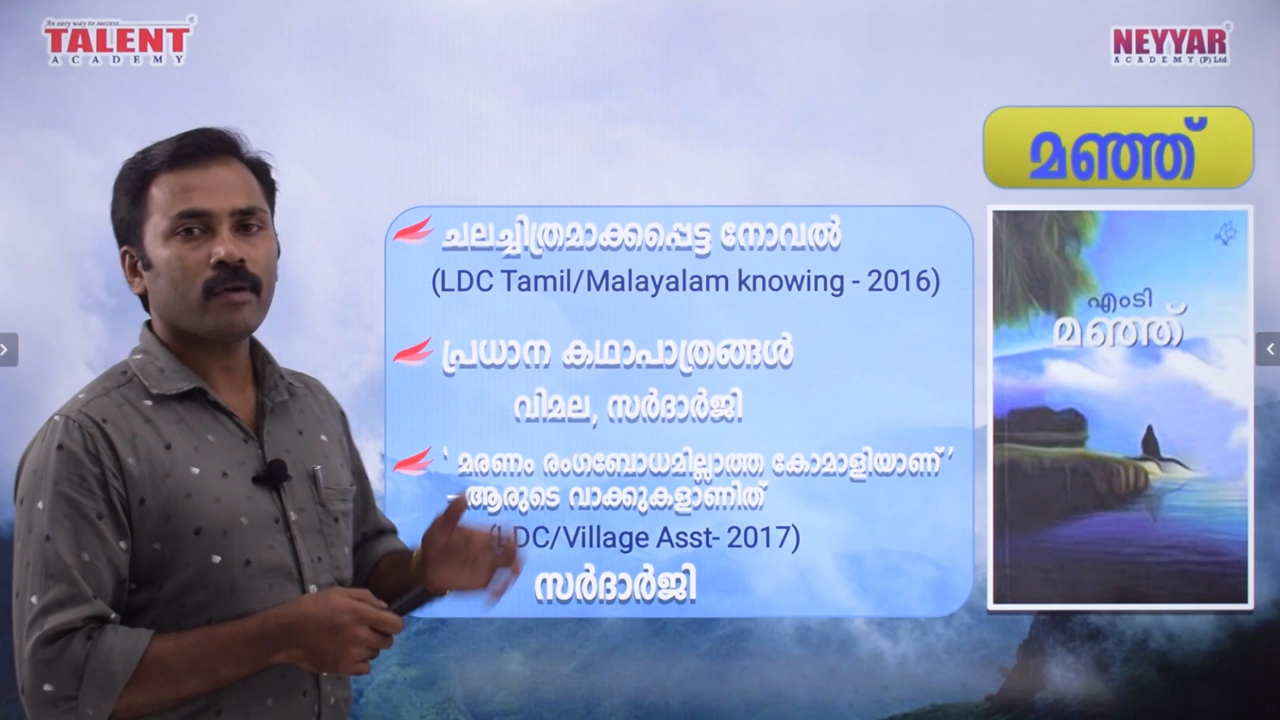 An easy way to success
TALENT
ACADEMY
NEYYAR
ACADEMY (P) Ltd
മഞ്ഞ്
ചലച്ചിത്രമാക്കപ്പെട്ട നോവൽ
(LDC Tamil/Malayalam knowing - 2016)
പ്രധാന കഥാപാത്രങ്ങൾ
വിമല, സർദാർജി
' മരണം രംഗബോധമില്ലാത്ത കോമാളിയാണ് '
- ആരുടെ വാക്കുകളാണിത്
(LDC/Village Asst- 2017)
സർദാർജി
എംടി
മഞ്ഞ്